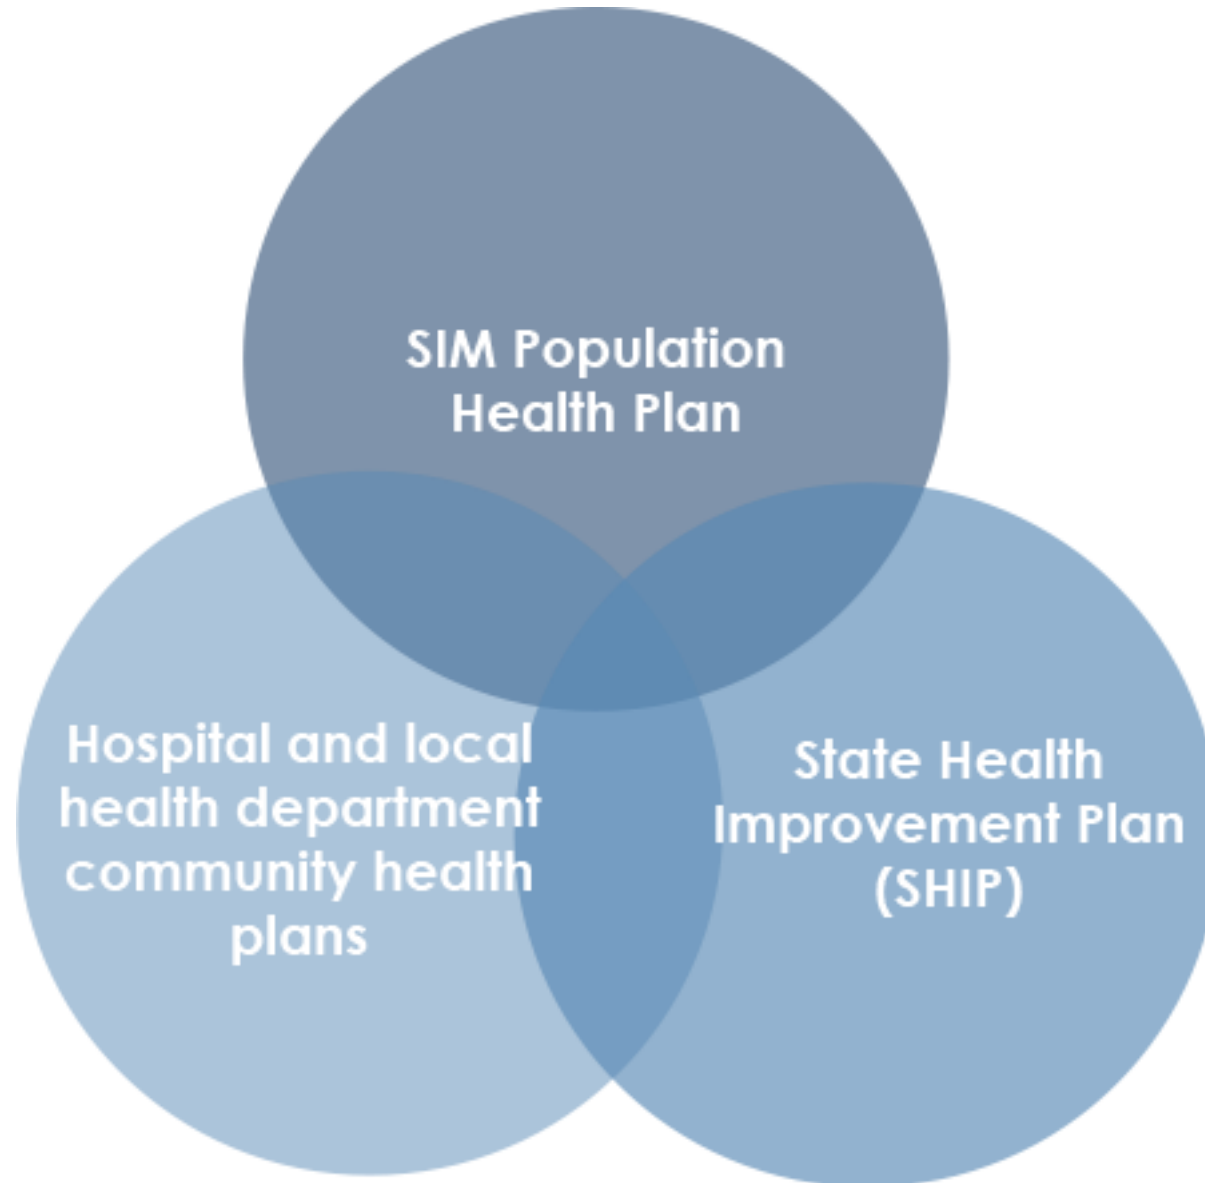 SIM Population
Health Plan
Hospital and local
health department
community health
plans
State Health
Improvement Plan
(SHIP)